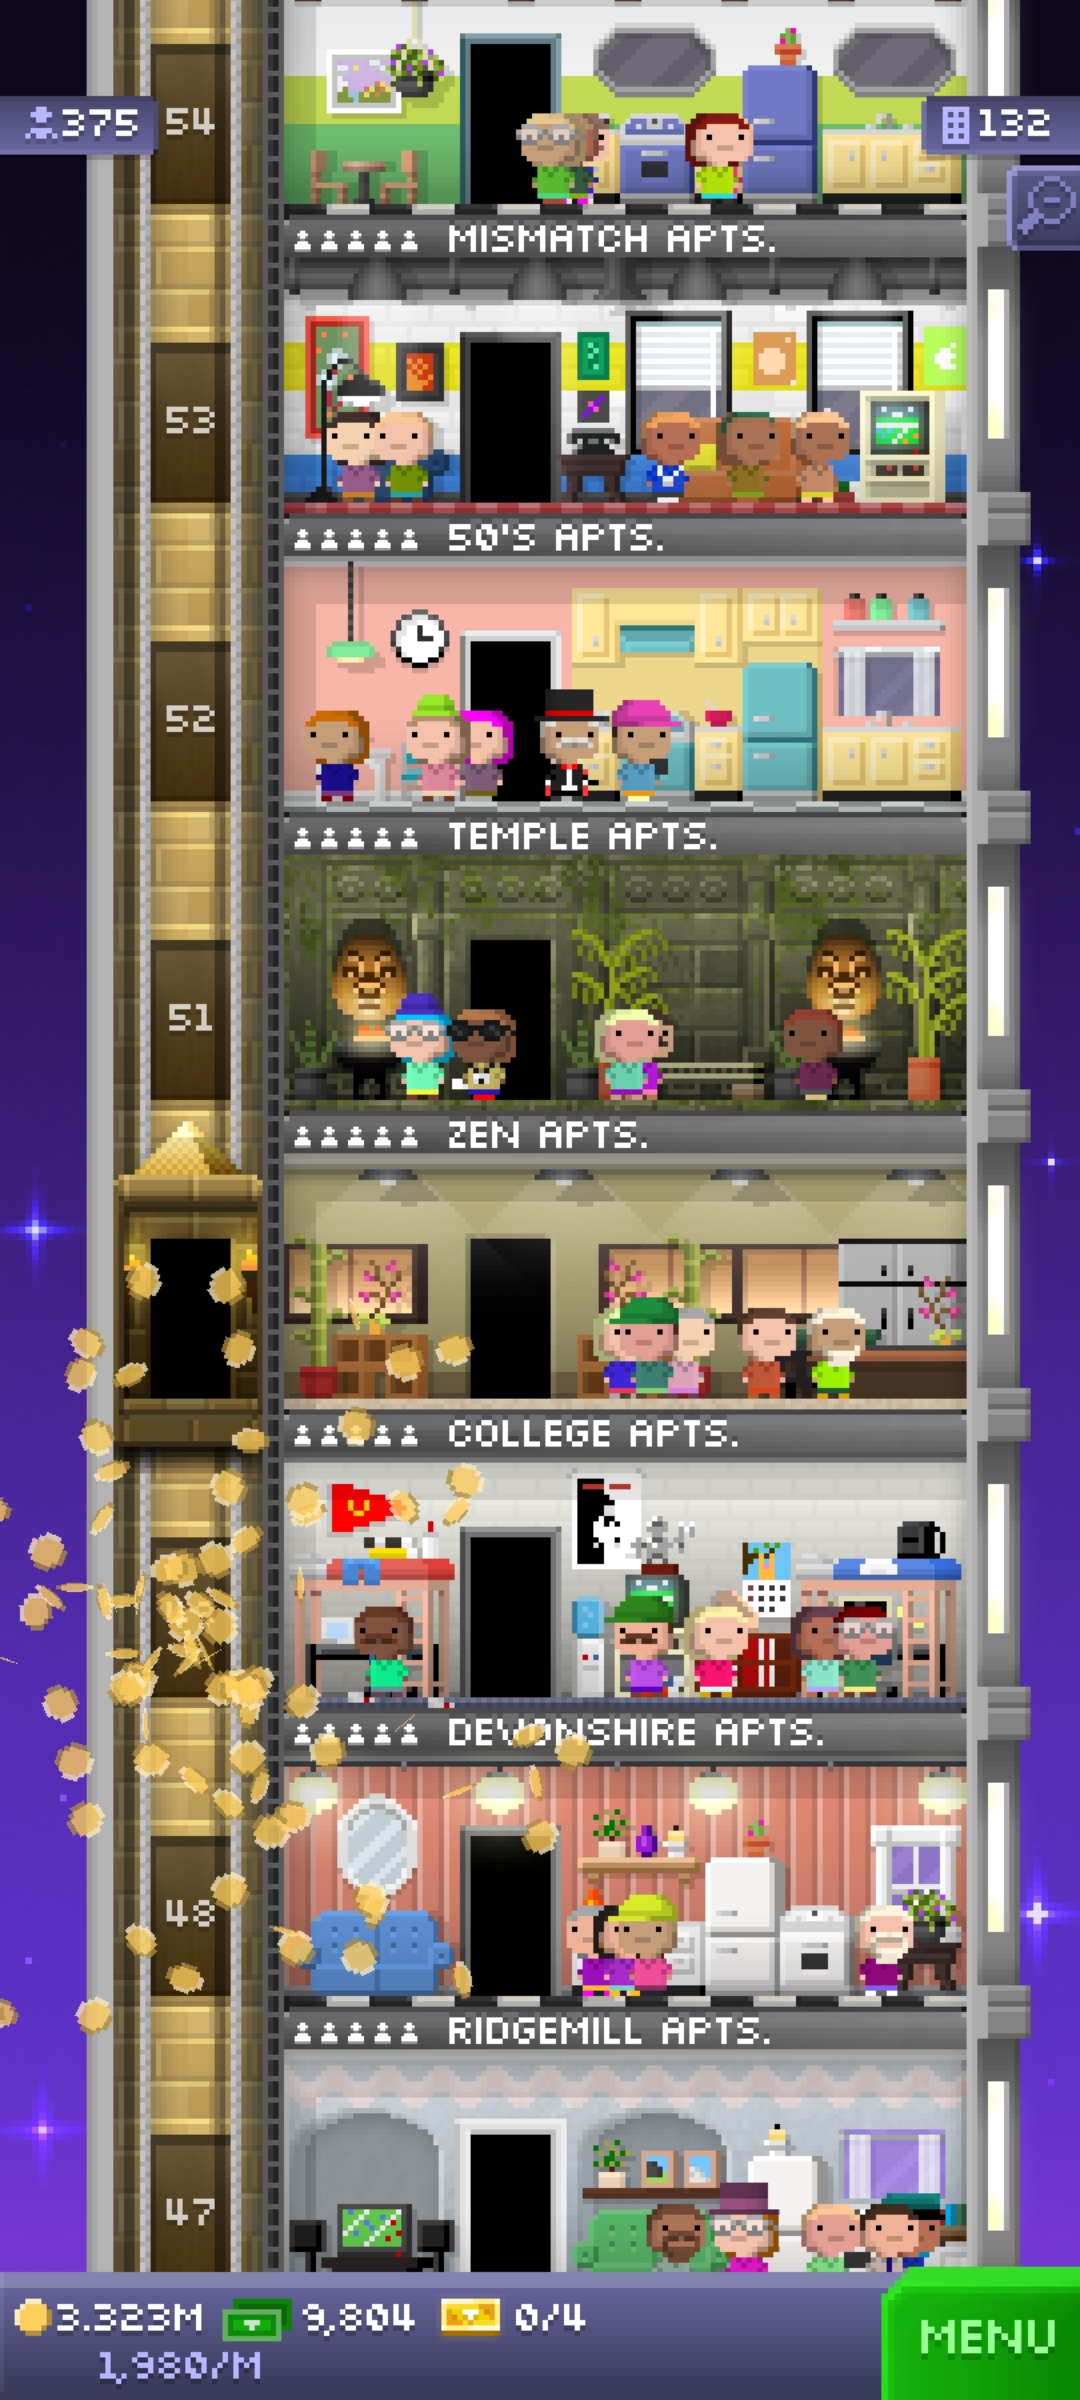 375
54
132
MISMATCH APTS.
53
50'S APTS.
52
TEMPLE APTS.
51
ZEN APTS.
COLLEGE APTS.
DEVONSHIRE APTS.
48
RIDGEMILL APTS.
47
3.323M 9,804 0/4
1,980/M
MENU